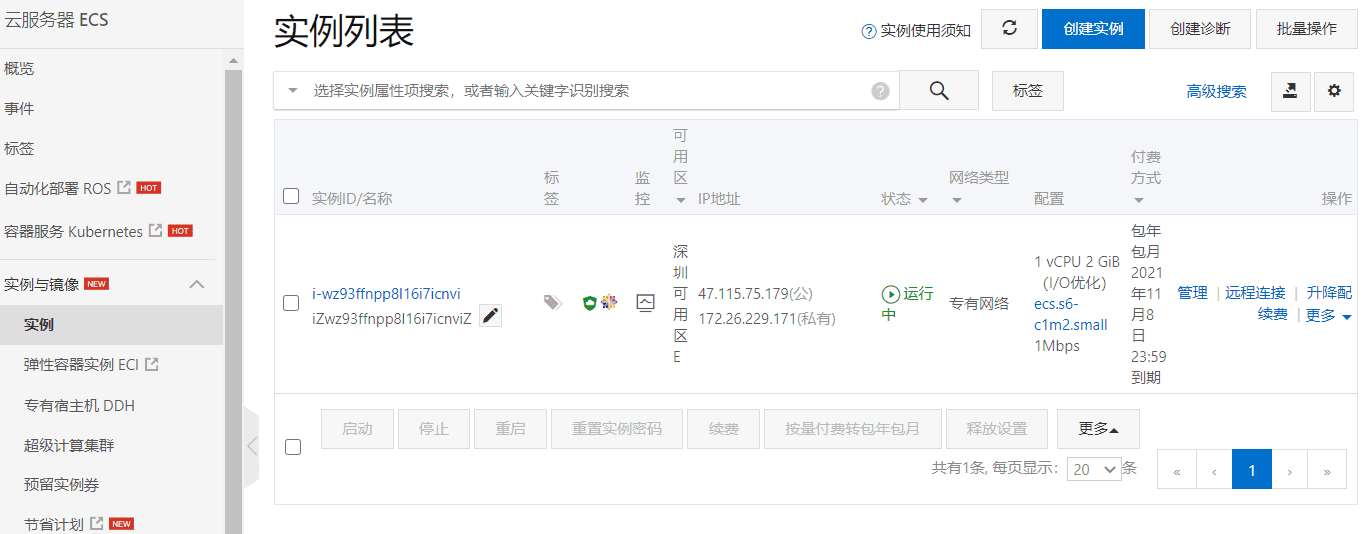 云服务器 ECS
概览
事件
标签
自动化部署 ROS HOT
容器服务 Kubernetes HOT
实例与镜像 NEW
实例
弹性容器实例 ECI
专有宿主机 DDH
超级计算集群
预留实例券
节省计划 NEW
实例列表
实例使用须知
创建实例
创建诊断
批量操作
选择实例属性项搜索，或者输入关键字识别搜索
?
标签
高级搜索
实例ID/名称
标
签
监
控
可
用
区
IP地址
状态
网络类型
配置
付费
方式
操作
i-wz93ffnpp8l16i7icnvi
iZwz93ffnpp8l16i7icnviZ
深
圳
可
用
区
E
47.115.75.179(公)
172.26.229.171(私有)
运行
中
专有网络
1 vCPU 2 GiB
（I/O优化）
ecs.s6-
c1m2.small
1Mbps
包年
包月
2021
年11
月8
日
23:59
到期
管理 | 远程连接 | 升降配
续费 | 更多
启动
停止
重启
重置实例密码
续费
按量付费转包年包月
释放设置
更多
共有1条, 每页显示: 20 条
« ‹ 1 › »